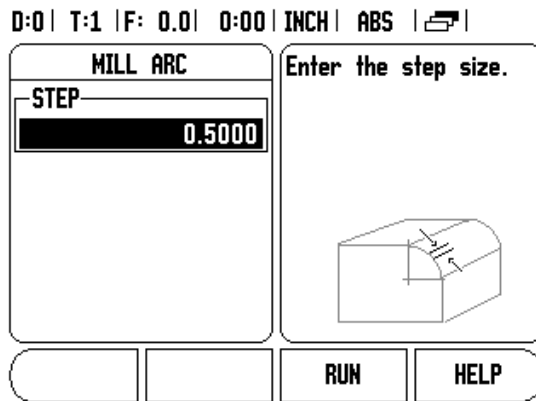 D:0 | T:1 | F: 0.0 | 0:00 | INCH | ABS
MILL ARC
STEP
0.5000
Enter the step size.
RUN
HELP